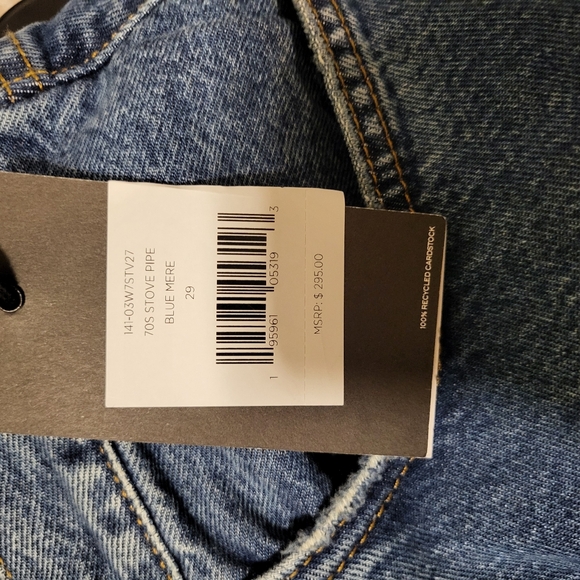 141-03W7STV27
70S STOVE PIPE
BLUE MERE
29
1 95961 05319 3
MSRP: $ 295.00
100% RECYCLED CARDSTOCK